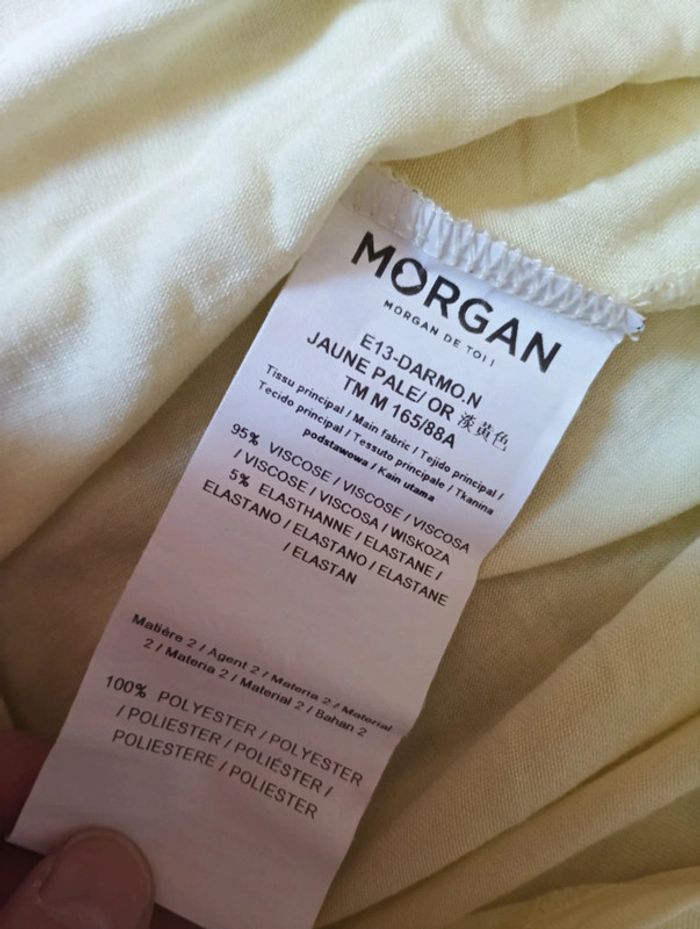 MORGAN
MORGAN DE TOI !
E13-DARMO.N
JAUNE PALE/ OR 淡黄色
TM M 165/88A
Tissu principal / Main fabric / Tejido principal /
Tecido principal / Tessuto principale / Tkanina
podstawowa / Kain utama
95% VISCOSE / VISCOSE / VISCOSA
/ VISCOSE / VISCOSA / WISKOZA
5% ELASTHANNE / ELASTANE /
ELASTANO / ELASTANO / ELASTANE
/ ELASTAN
Matière 2 / Agent 2 / Materia 2 / Material
2 / Materia 2 / Material 2 / Bahan 2
100% POLYESTER / POLYESTER
/ POLIESTER / POLIÉSTER /
POLIESTERE / POLIESTER